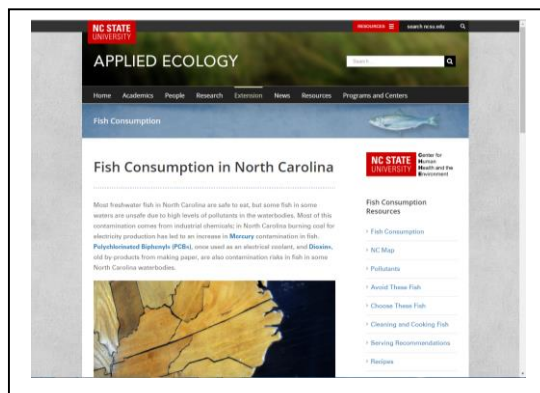 NC STATE
UNIVERSITY
RESOURCES
search ncsu.edu
APPLIED ECOLOGY
Search
Home Academics People Research Extension News Resources Programs and Centers
Fish Consumption
Fish Consumption in North Carolina
Most freshwater fish in North Carolina are safe to eat, but some fish in some
waters are unsafe due to high levels of pollutants in the waterbodies. Most of this
contamination comes from industrial chemicals; in North Carolina burning coal for
electricity production has led to an increase in Mercury contamination in fish.
Polychlorinated Biphenyls (PCBs), once used as an electrical coolant, and Dioxins,
old by-products from making paper, are also contamination risks in fish in some
North Carolina waterbodies.
NC STATE
UNIVERSITY
Center for
Human
Health and the
Environment
Fish Consumption
Resources
› Fish Consumption
› NC Map
› Pollutants
› Avoid These Fish
› Choose These Fish
› Cleaning and Cooking Fish
› Serving Recommendations
› Recipes